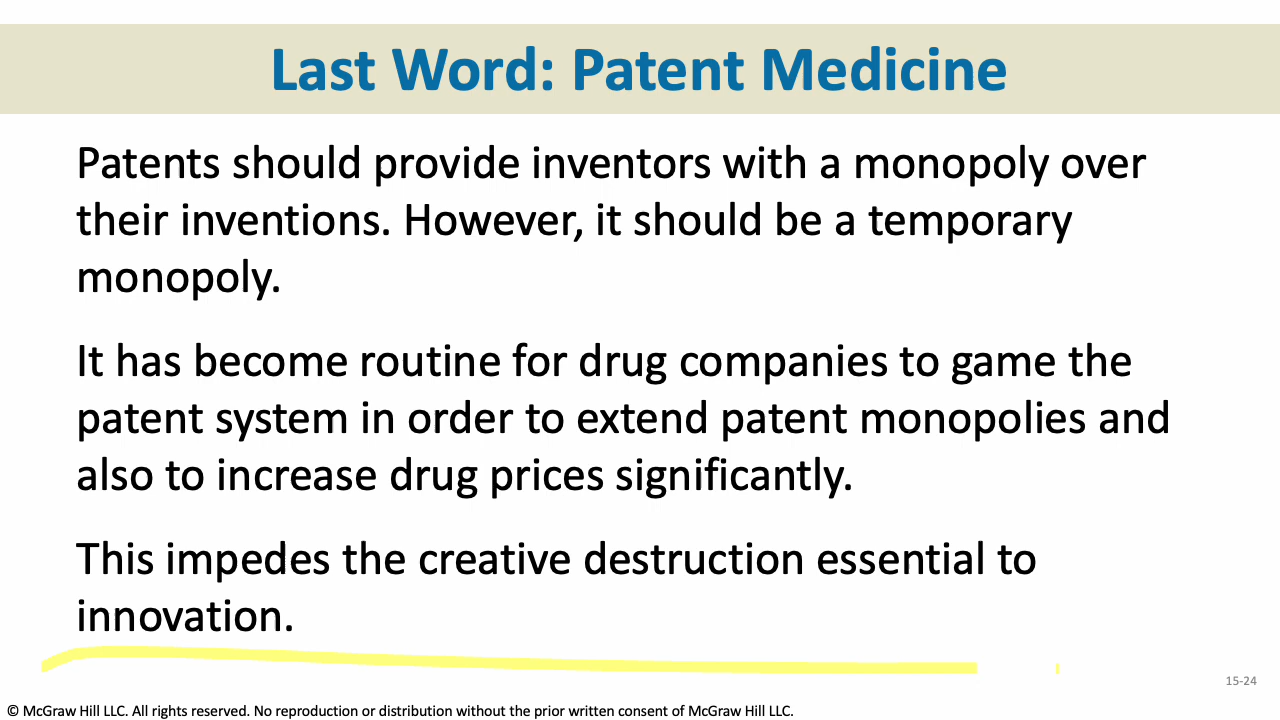 Last Word: Patent Medicine
Patents should provide inventors with a monopoly over
their inventions. However, it should be a temporary
monopoly.
It has become routine for drug companies to game the
patent system in order to extend patent monopolies and
also to increase drug prices significantly.
This impedes the creative destruction essential to
innovation.
15-24
© McGraw Hill LLC. All rights reserved. No reproduction or distribution without the prior written consent of McGraw Hill LLC.